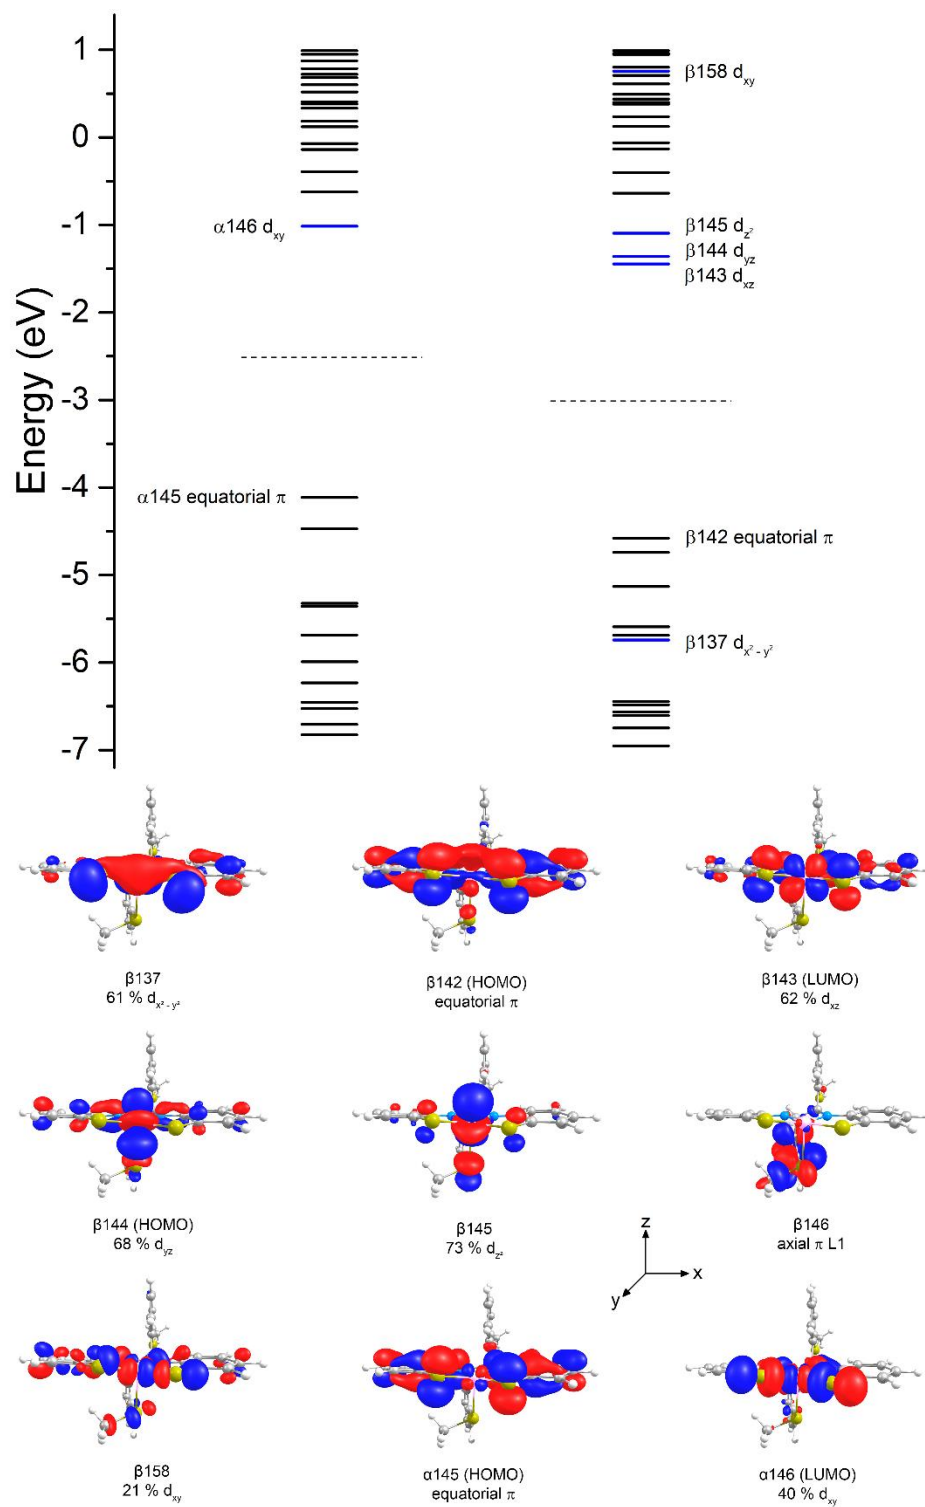 Energy (eV)
1
0
-1
-2
-3
-4
-5
-6
-7
α146 dxy
α145 equatorial π
β158 dxy
β145 dz²
β144 dyz
β143 dxz
β142 equatorial π
β137 dx² - y²
β137
61 % dx² - y²
β142 (HOMO)
equatorial π
β143 (LUMO)
62 % dxz
β144 (HOMO)
68 % dyz
β145
73 % dz²
β146
axial π L1
z
x
y
β158
21 % dxy
α145 (HOMO)
equatorial π
α146 (LUMO)
40 % dxy